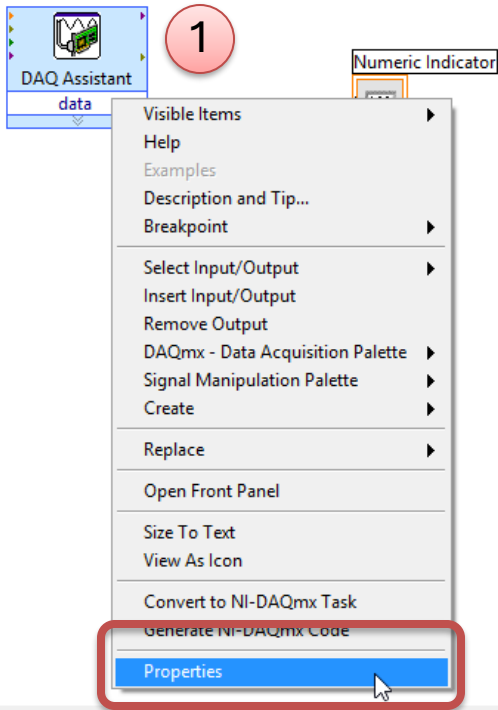 1
Numeric Indicator
DAQ Assistant
data
Visible Items
Help
Examples
Description and Tip...
Breakpoint
Select Input/Output
Insert Input/Output
Remove Output
DAQmx - Data Acquisition Palette
Signal Manipulation Palette
Create
Replace
Open Front Panel
Size To Text
View As Icon
Convert to NI-DAQmx Task
Generate NI-DAQmx Code
Properties